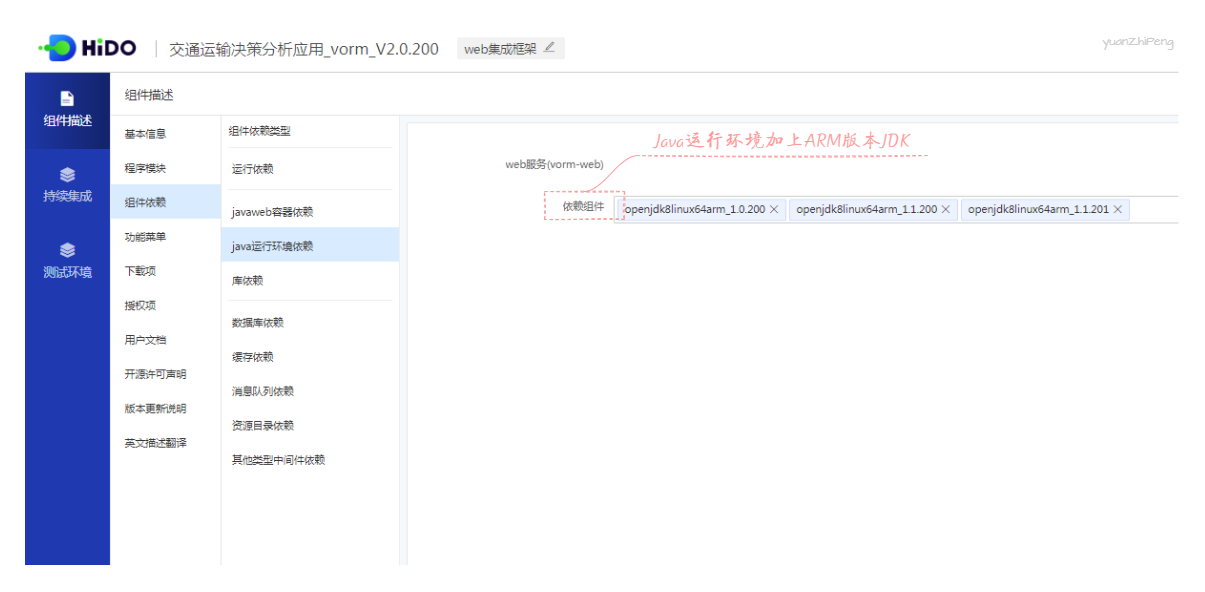 HiDO 交通运输决策分析应用_vorm_V2.0.200 web集成框架
yuanZhiPeng
组件描述
持续集成
测试环境
组件描述
基本信息
程序模块
组件依赖
功能菜单
下载项
授权项
用户文档
开源许可声明
版本更新说明
英文描述翻译
组件依赖类型
运行依赖
javaweb容器依赖
java运行环境依赖
库依赖
数据库依赖
缓存依赖
消息队列依赖
资源目录依赖
其他类型中间件依赖
Java运行环境加上ARM版本JDK
web服务(vorm-web)
依赖组件 openjdk8linux64arm_1.0.200 × openjdk8linux64arm_1.1.200 × openjdk8linux64arm_1.1.201 ×